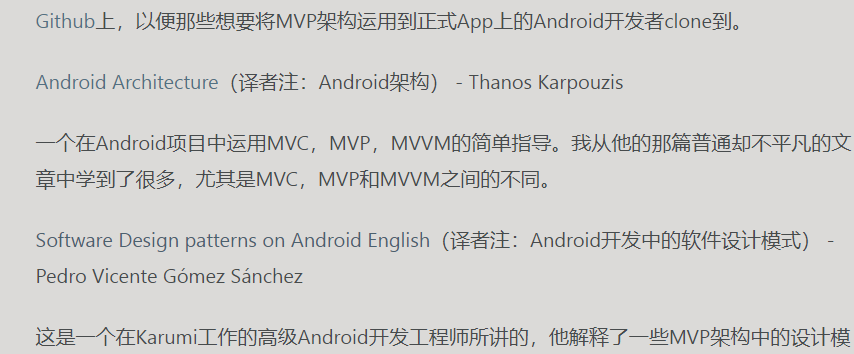 Github上，以便那些想要将MVP架构运用到正式App上的Android开发者clone到。
Android Architecture（译者注：Android架构） - Thanos Karpouzis
一个在Android项目中运用MVC，MVP，MVVM的简单指导。我从他的那篇普通却不平凡的文
章中学到了很多，尤其是MVC，MVP和MVVM之间的不同。
Software Design patterns on Android English（译者注：Android开发中的软件设计模式） -
Pedro Vicente Gómez Sánchez
这是一个在Karumi工作的高级Android开发工程师所讲的，他解释了一些MVP架构中的设计模